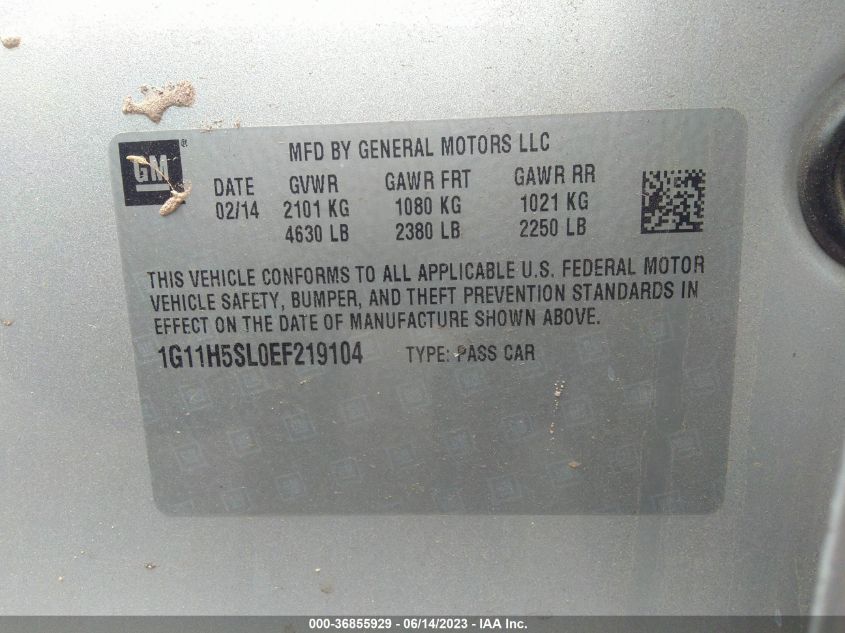 GM®
MFD BY GENERAL MOTORS LLC
DATE GVWR GAWR FRT GAWR RR
02/14 2101 KG 1080 KG 1021 KG
4630 LB 2380 LB 2250 LB
THIS VEHICLE CONFORMS TO ALL APPLICABLE U.S. FEDERAL MOTOR
VEHICLE SAFETY, BUMPER, AND THEFT PREVENTION STANDARDS IN
EFFECT ON THE DATE OF MANUFACTURE SHOWN ABOVE.
1G11H5SL0EF219104 TYPE: PASS CAR
000-36855929 - 06/14/2023 - IAA Inc.